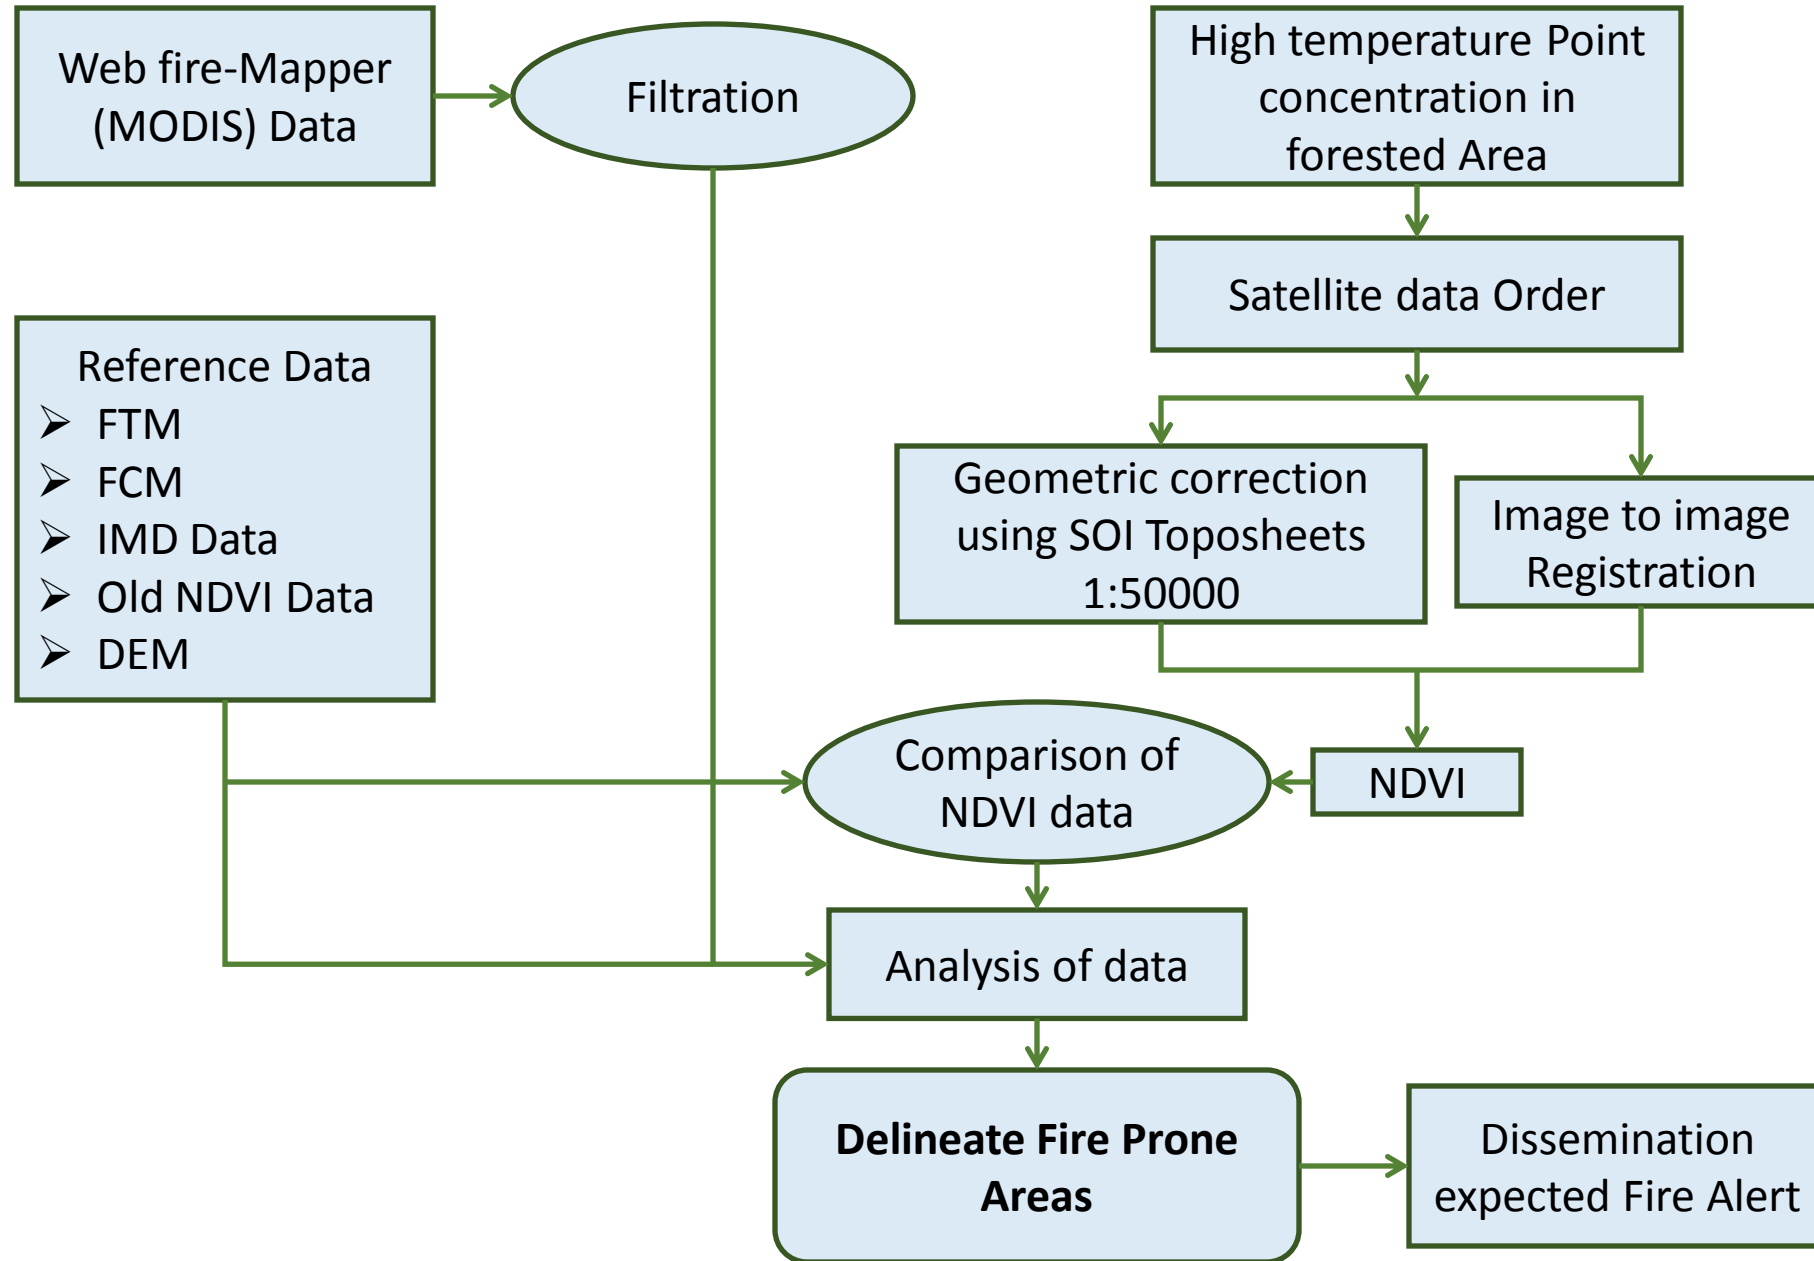 Web fire-Mapper
(MODIS) Data
Filtration
High temperature Point
concentration in
forested Area
Satellite data Order
Reference Data
➢ FTM
➢ FCM
➢ IMD Data
➢ Old NDVI Data
➢ DEM
Geometric correction
using SOI Toposheets
1:50000
Image to image
Registration
Comparison of
NDVI data
NDVI
Analysis of data
Delineate Fire Prone
Areas
Dissemination
expected Fire Alert